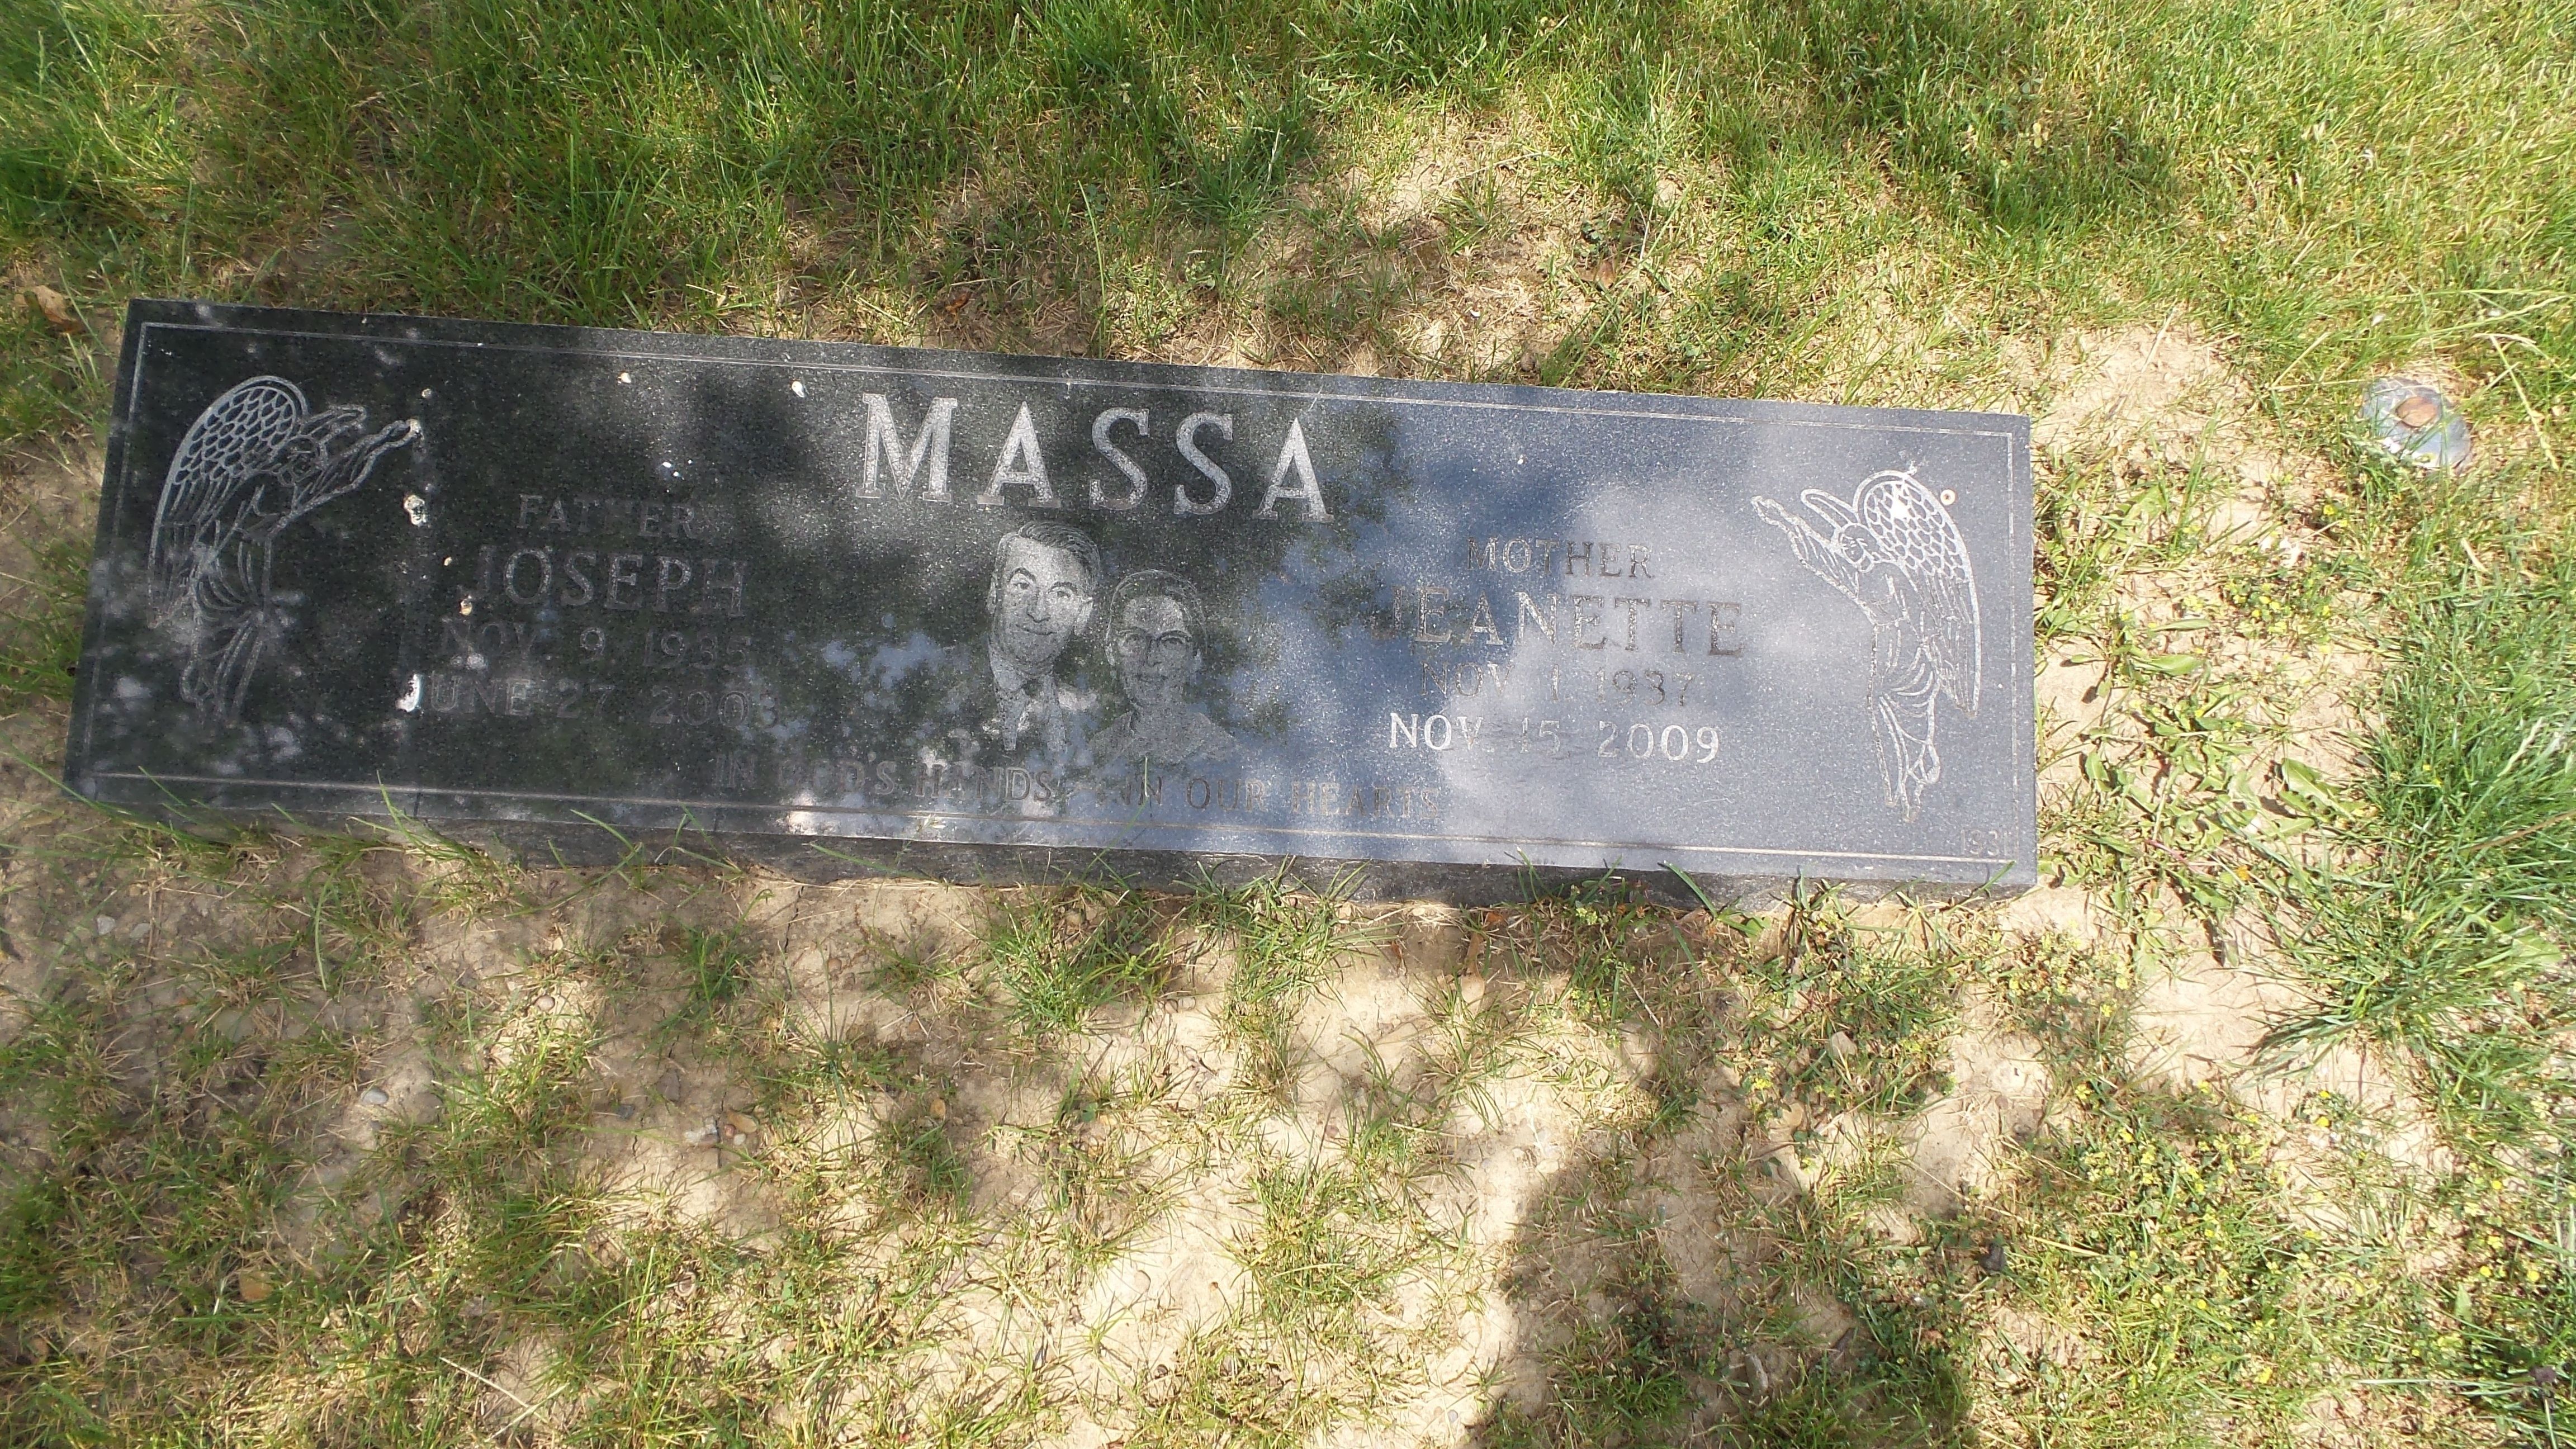 MASSA
FATHER
JOSEPH
NOV. 9, 1935
JUNE 27, 2003
MOTHER
JEANETTE
NOV 1, 1937
NOV. 15, 2009
IN GOD'S HANDS, IN OUR HEARTS